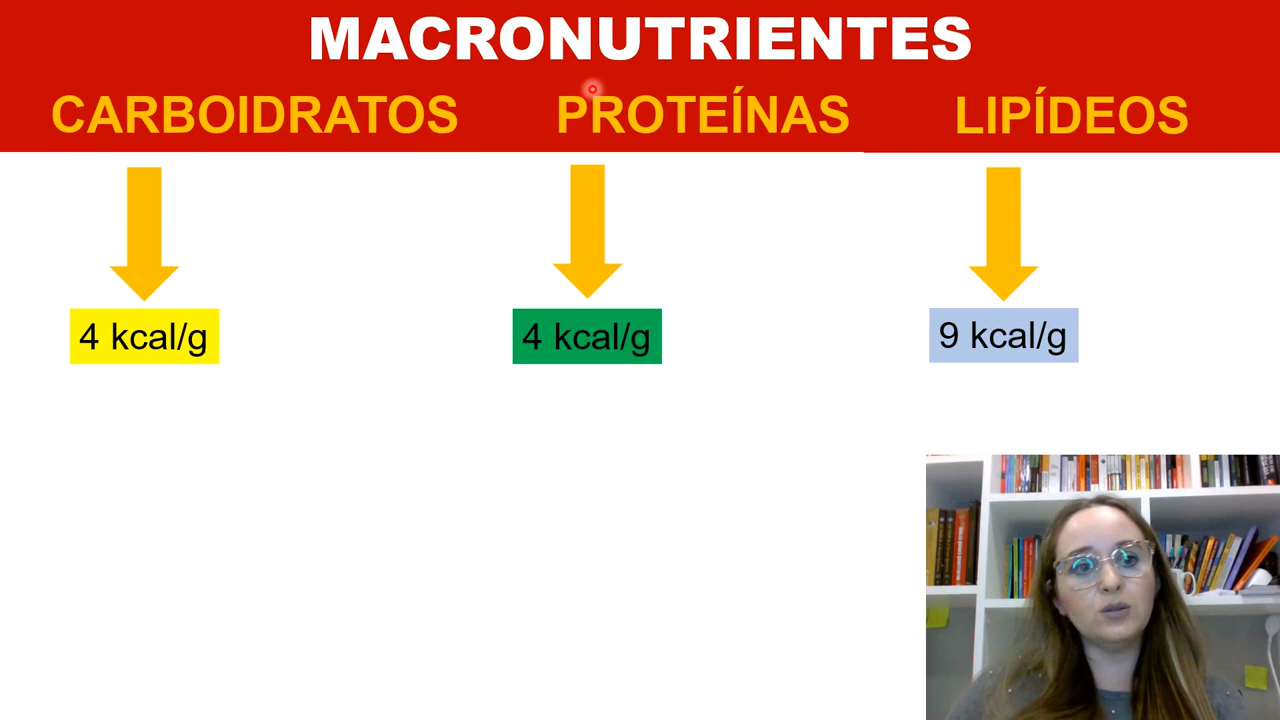 MACRONUTRIENTES
CARBOIDRATOS PROTEÍNAS LIPÍDEOS
4 kcal/g 4 kcal/g 9 kcal/g